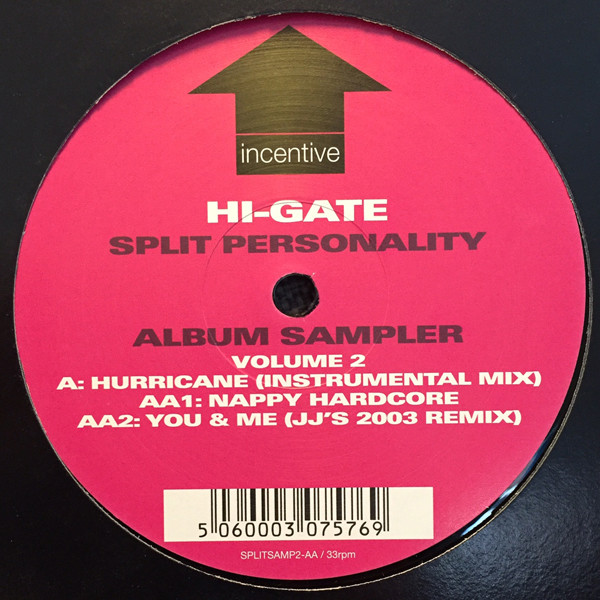 incentive
HI-GATE
SPLIT PERSONALITY
ALBUM SAMPLER
VOLUME 2
A: HURRICANE (INSTRUMENTAL MIX)
AA1: NAPPY HARDCORE
AA2: YOU & ME (JJ'S 2003 REMIX)
5 060003 075769
SPLITSAMP2-AA / 33rpm